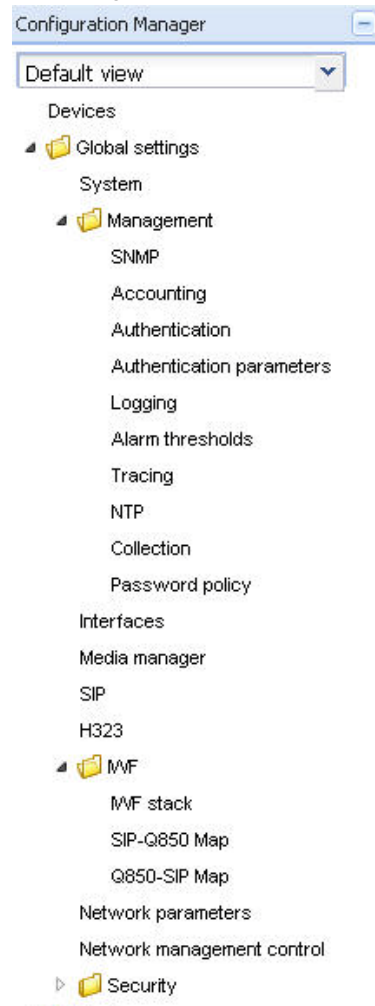 Configuration Manager
Default view
Devices
Global settings
System
Management
SNMP
Accounting
Authentication
Authentication parameters
Logging
Alarm thresholds
Tracing
NTP
Collection
Password policy
Interfaces
Media manager
SIP
H323
IWF
IWF stack
SIP-Q850 Map
Q850-SIP Map
Network parameters
Network management control
Security